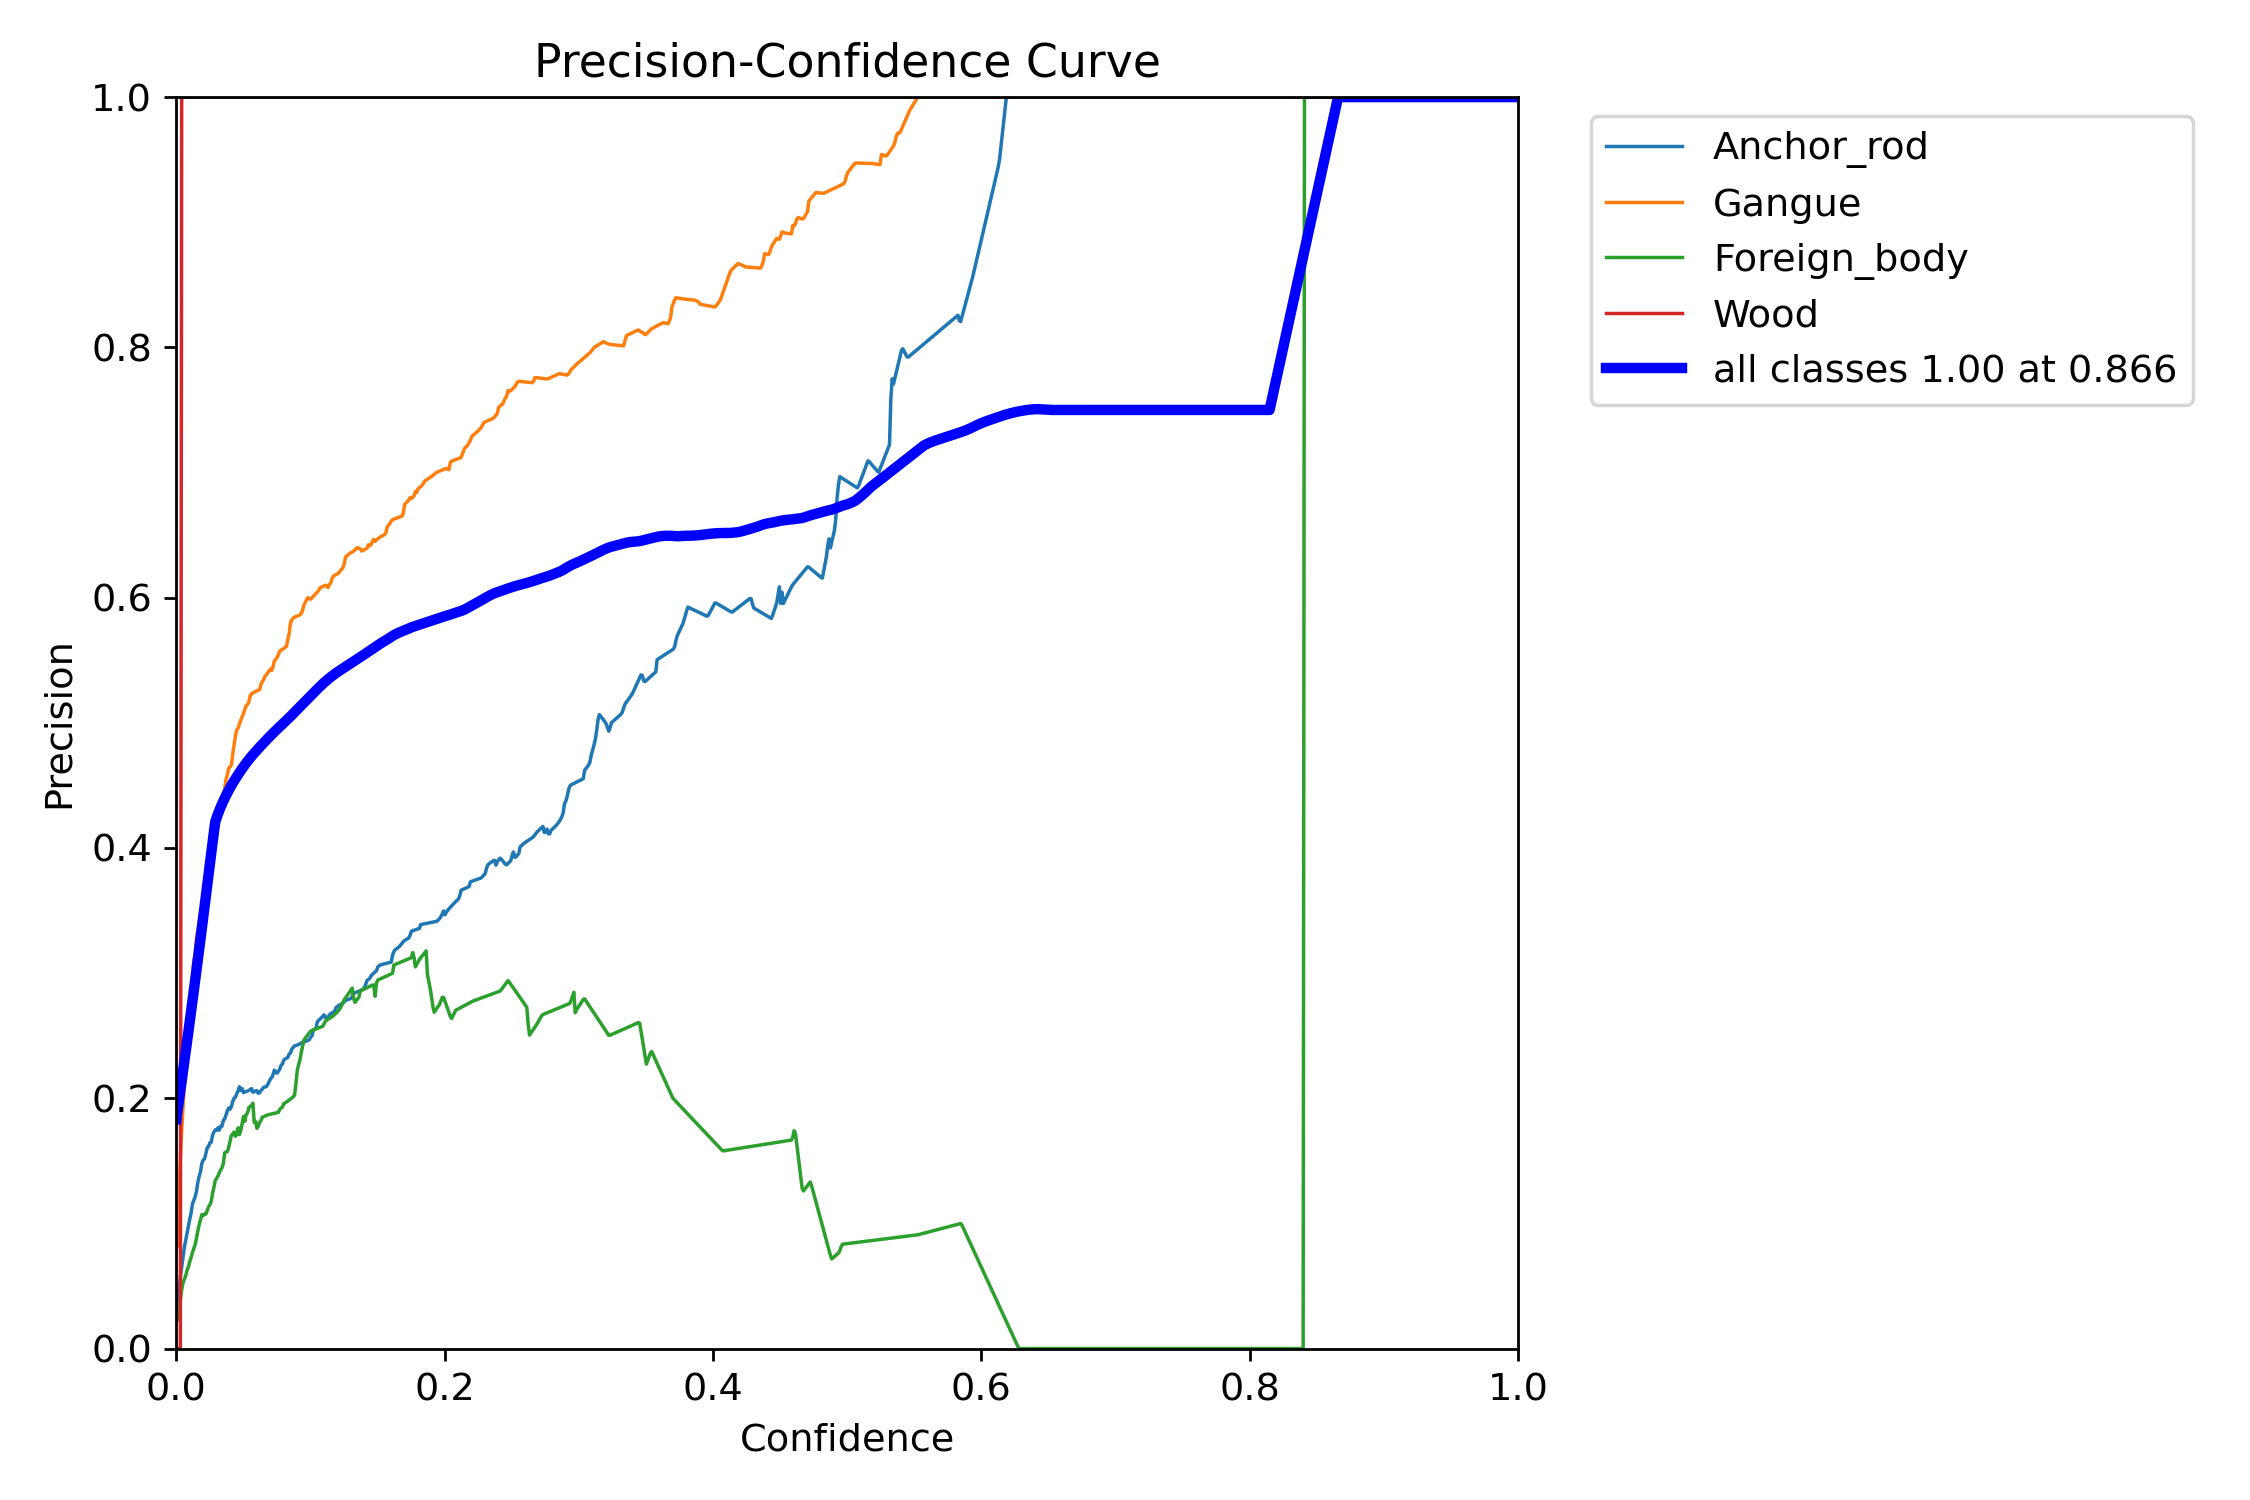 Precision-Confidence Curve
1.0
0.8
0.6
0.4
0.2
0.0
Precision
0.0 0.2 0.4 0.6 0.8 1.0
Confidence
Anchor_rod
Gangue
Foreign_body
Wood
all classes 1.00 at 0.866